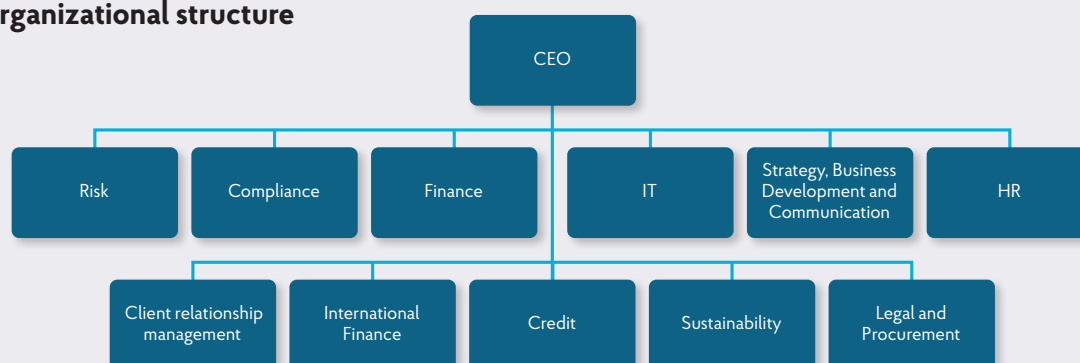 rganizational structure
CEO
Risk
Compliance
Finance
IT
Strategy, Business
Development and
Communication
HR
Client relationship
management
International
Finance
Credit
Sustainability
Legal and
Procurement